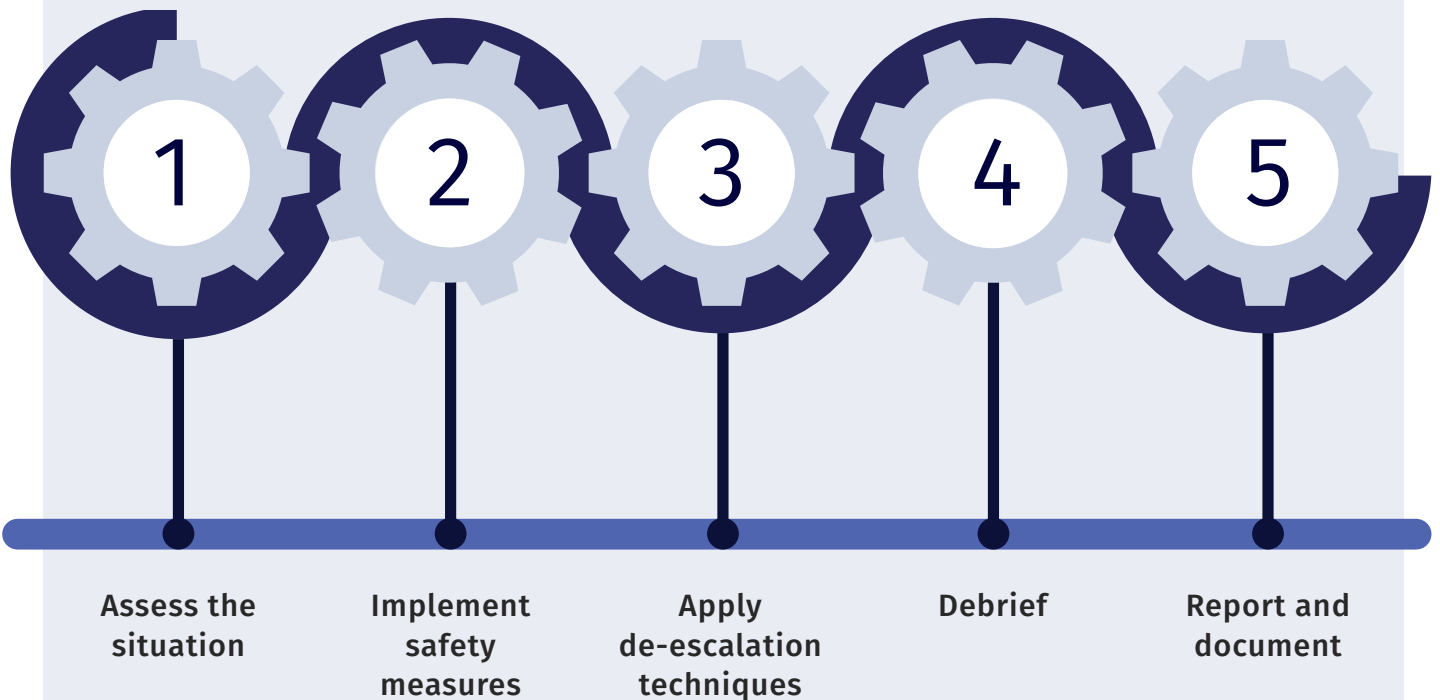 1
2
3
4
5
Assess the
situation
Implement
safety
measures
Apply
de-escalation
techniques
Debrief
Report and
document